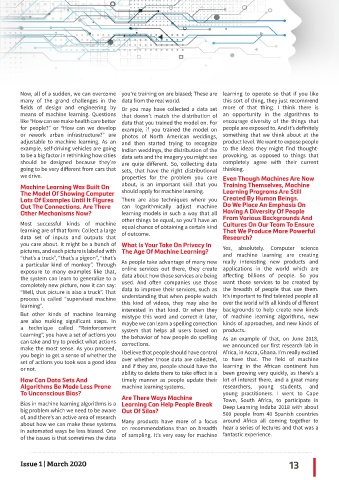 Now, all of a sudden, we can overcome
many of the grand challenges in the
fields of design and engineering by
means of machine learning. Questions
like "How can we make health care better
for people?" or "How can we develop
or rework urban infrastructure?" are
adjustable to machine learning. As an
example, self-driving vehicles are going
to be a big factor in rethinking how cities
should be designed because they're
going to be very different from cars that
we drive.
Machine Learning Was Built On
The Model Of Showing Computer
Lots Of Examples Until It Figures
Out The Connections. Are There
Other Mechanisms Now?
Most successful kinds of machine
learning are of that form: Collect a large
data set of inputs and outputs that
you care about. It might be a bunch of
pictures, and each picture is labeled with
"that's a truck", "that's a pigeon", "that's
a particular kind of monkey". Through
exposure to many examples like that,
the system can learn to generalize to a
completely new picture, now it can say:
"Well, that picture is also a truck". That
process is called "supervised machine
learning".
But other kinds of machine learning
are also making significant steps. In
a technique called "Reinforcement
Learning", you have a set of actions you
can take and try to predict what actions
make the most sense. As you proceed,
you begin to get a sense of whether the
set of actions you took was a good idea
or not.
How Can Data Sets And
Algorithms Be Made Less Prone
To Unconscious Bias?
Bias in machine learning algorithms is a
big problem which we need to be aware
of, and there's an active area of research
about how we can make these systems
in automated ways be less biased. One
of the issues is that sometimes the data
you're training on are biased; These are
data from the real world.
Or you may have collected a data set
that doesn't match the distribution of
data that you trained the model on. For
example, if you trained the model on
photos of North American weddings,
and then started trying to recognize
Indian weddings, the distribution of the
data sets and the imagery you might see
are quite different. So, collecting data
sets, that have the right distributional
properties for the problem you care
about, is an important skill that you
should apply for machine learning.
There are also techniques where you
can logarithmically adjust machine
learning models in such a way that all
other things be equal, so you'll have an
equal chance of obtaining a certain kind
of outcome.
What Is Your Take On Privacy In
The Age Of Machine Learning?
As people take advantage of many new
online services out there, they create
data about how those services are being
used. And often companies use those
data to improve their services, such as
understanding that when people watch
this kind of videos, they may also be
interested in that kind. Or when they
mistype this word and correct it later,
maybe we can learn a spelling correction
system that helps all users based on
the behavior of how people do spelling
corrections.
I believe that people should have control
over whether those data are collected,
and if they are, people should have the
ability to delete them to take effect in a
timely manner as people update their
machine learning systems.
Are There Ways Machine
Learning Can Help People Break
Out Of Silos?
Many products have more of a focus
on recommendations than on breadth
of sampling. It's very easy for machine
learning to operate so that if you like
this sort of thing, they just recommend
more of that thing. I think there is
an opportunity in the algorithms to
encourage diversity of the things that
people are exposed to. And it's definitely
something that we think about at the
product level. We want to expose people
to the ideas they might find thought-
provoking, as opposed to things that
completely agree with their current
thinking.
Even Though Machines Are Now
Training Themselves, Machine
Learning Programs Are Still
Created By Human Beings.
Do We Place An Emphasis On
Having A Diversity Of People
From Various Backgrounds And
Cultures On Our Team To Ensure
That We Produce More Powerful
Research?
Yes, absolutely. Computer science
and machine learning are creating
really interesting new products and
applications in the world which are
affecting billions of people. So you
want those services to be created by
the breadth of people that use them.
It's important to find talented people all
over the world with all kinds of different
backgrounds to help create new kinds
of machine learning algorithms, new
kinds of approaches, and new kinds of
products.
As an example of that, on June 2018,
we announced our first research lab in
Africa, in Accra, Ghana. I'm really excited
to have that. The field of machine
learning in the African continent has
been growing very quickly, as there's a
lot of interest there, and a great many
researchers, young students, and
young practitioners. I went to Cape
Town, South Africa, to participate in
Deep Learning Indaba 2018 with about
500 people from 40 Spanish countries
around Africa all coming together to
hear a series of lectures and that was a
fantastic experience.
Issue 1 | March 2020
13